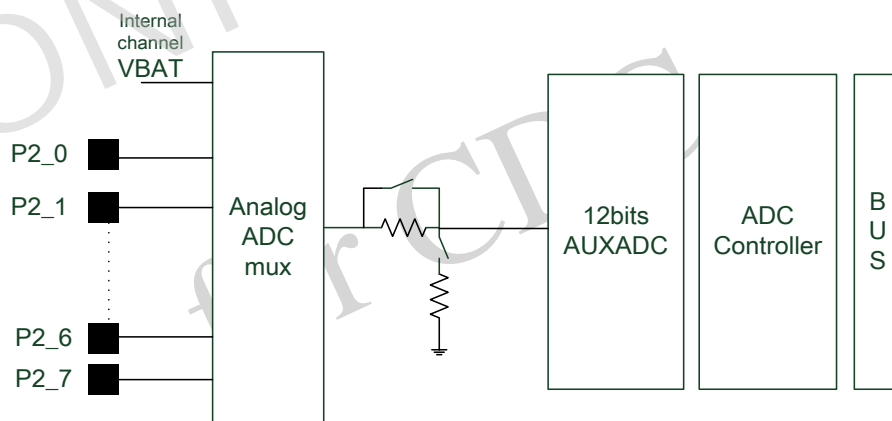 Internal
channel
VBAT
P2_0
P2_1
P2_6
P2_7
Analog
ADC
mux
12bits
AUXADC
ADC
Controller
B
U
S